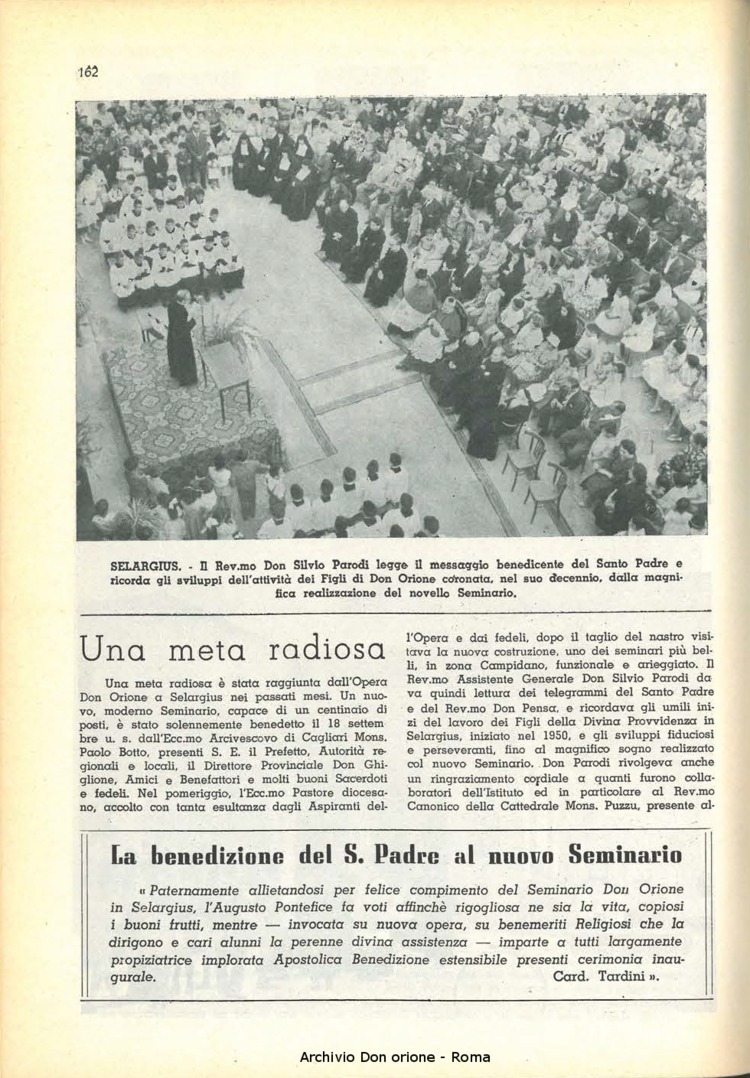 162
SELARGIUS. - Il Rev.mo Don Silvio Parodi legge il messaggio benedicente del Santo Padre e
ricorda gli sviluppi dell'attività dei Figli di Don Orione coronata, nel suo decennio, dalla magni-
fica realizzazione del novello Seminario.
Una meta radiosa
Una meta radiosa è stata raggiunta dall'Opera
Don Orione a Selargius nei passati mesi. Un nuo-
vo, moderno Seminario, capace di un centinaio di
posti, è stato solennemente benedetto il 18 settem
bre u. s. dall'Ecc.mo Arcivescovo di Cagliari Mons.
Paolo Botto, presenti S. E. il Prefetto, Autorità re-
gionali e locali, il Direttore Provinciale Don Ghi-
glione, Amici e Benefattori e molti buoni Sacerdoti
e fedeli. Nel pomeriggio, l'Ecc.mo Pastore diocesa-
no, accolto con tanta esultanza dagli Aspiranti del-
l'Opera e dai fedeli, dopo il taglio del nastro visi-
tava la nuova costruzione, uno dei seminari più bel-
li, in zona Campidano, funzionale e arieggiato. Il
Rev.mo Assistente Generale Don Silvio Parodi da
va quindi lettura dei telegrammi del Santo Padre
e del Rev.mo Don Pensa, e ricordava gli umili ini-
zi del lavoro dei Figli della Divina Provvidenza in
Selargius, iniziato nel 1950, e gli sviluppi fiduciosi
e perseveranti, fino al magnifico sogno realizzato
col nuovo Seminario. Don Parodi rivolgeva anche
un ringraziamento cordiale a quanti furono colla-
boratori dell'Istituto ed in particolare al Rev.mo
Canonico della Cattedrale Mons. Puzzu, presente al-
La benedizione del S. Padre al nuovo Seminario
« Paternamente allietandosi per felice compimento del Seminario Don Orione
in Selargius, l'Augusto Pontefice fa voti affinchè rigogliosa ne sia la vita, copiosi
i buoni frutti, mentre — invocata su nuova opera, su benemeriti Religiosi che la
dirigono e cari alunni la perenne divina assistenza — imparte a tutti largamente
propiziatrice implorata Apostolica Benedizione estensibile presenti cerimonia inau-
gurale. Card. Tardini ».
Archivio Don orione - Roma